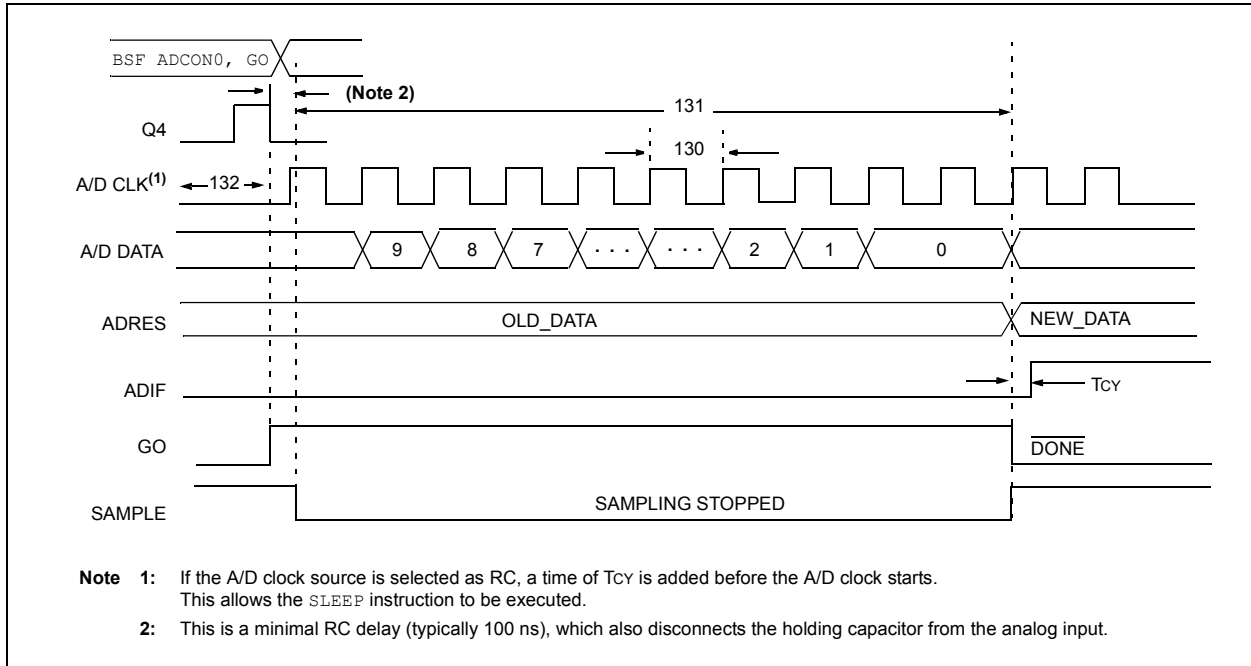 BSF ADCON0, GO
(Note 2)
131
Q4
130
A/D CLK(1)
132
A/D DATA
9 8 7 . . . . . . 2 1 0
ADRES
OLD_DATA
NEW_DATA
ADIF
TCY
GO
DONE
SAMPLE
SAMPLING STOPPED
Note 1: If the A/D clock source is selected as RC, a time of TCY is added before the A/D clock starts.
This allows the SLEEP instruction to be executed.
2: This is a minimal RC delay (typically 100 ns), which also disconnects the holding capacitor from the analog input.